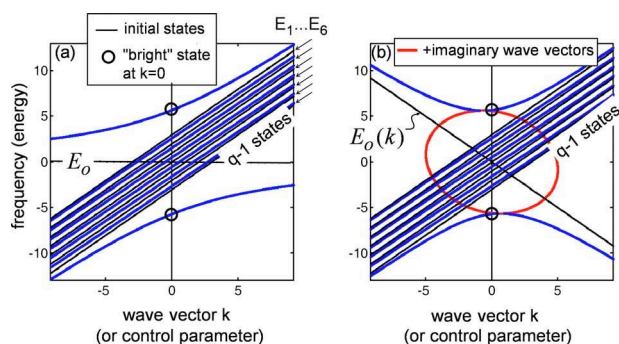 E₁...E₆
(a)
initial states
"bright" state
at k=0
(b)
+imaginary wave vectors
frequency (energy)
10
5
0
-5
-10
Eₒ
q-1 states
-5
0
5
wave vector k
(or control parameter)
10
5
0
-5
-10
Eₒ(k)
q-1 states
-5
0
5
wave vector k
(or control parameter)